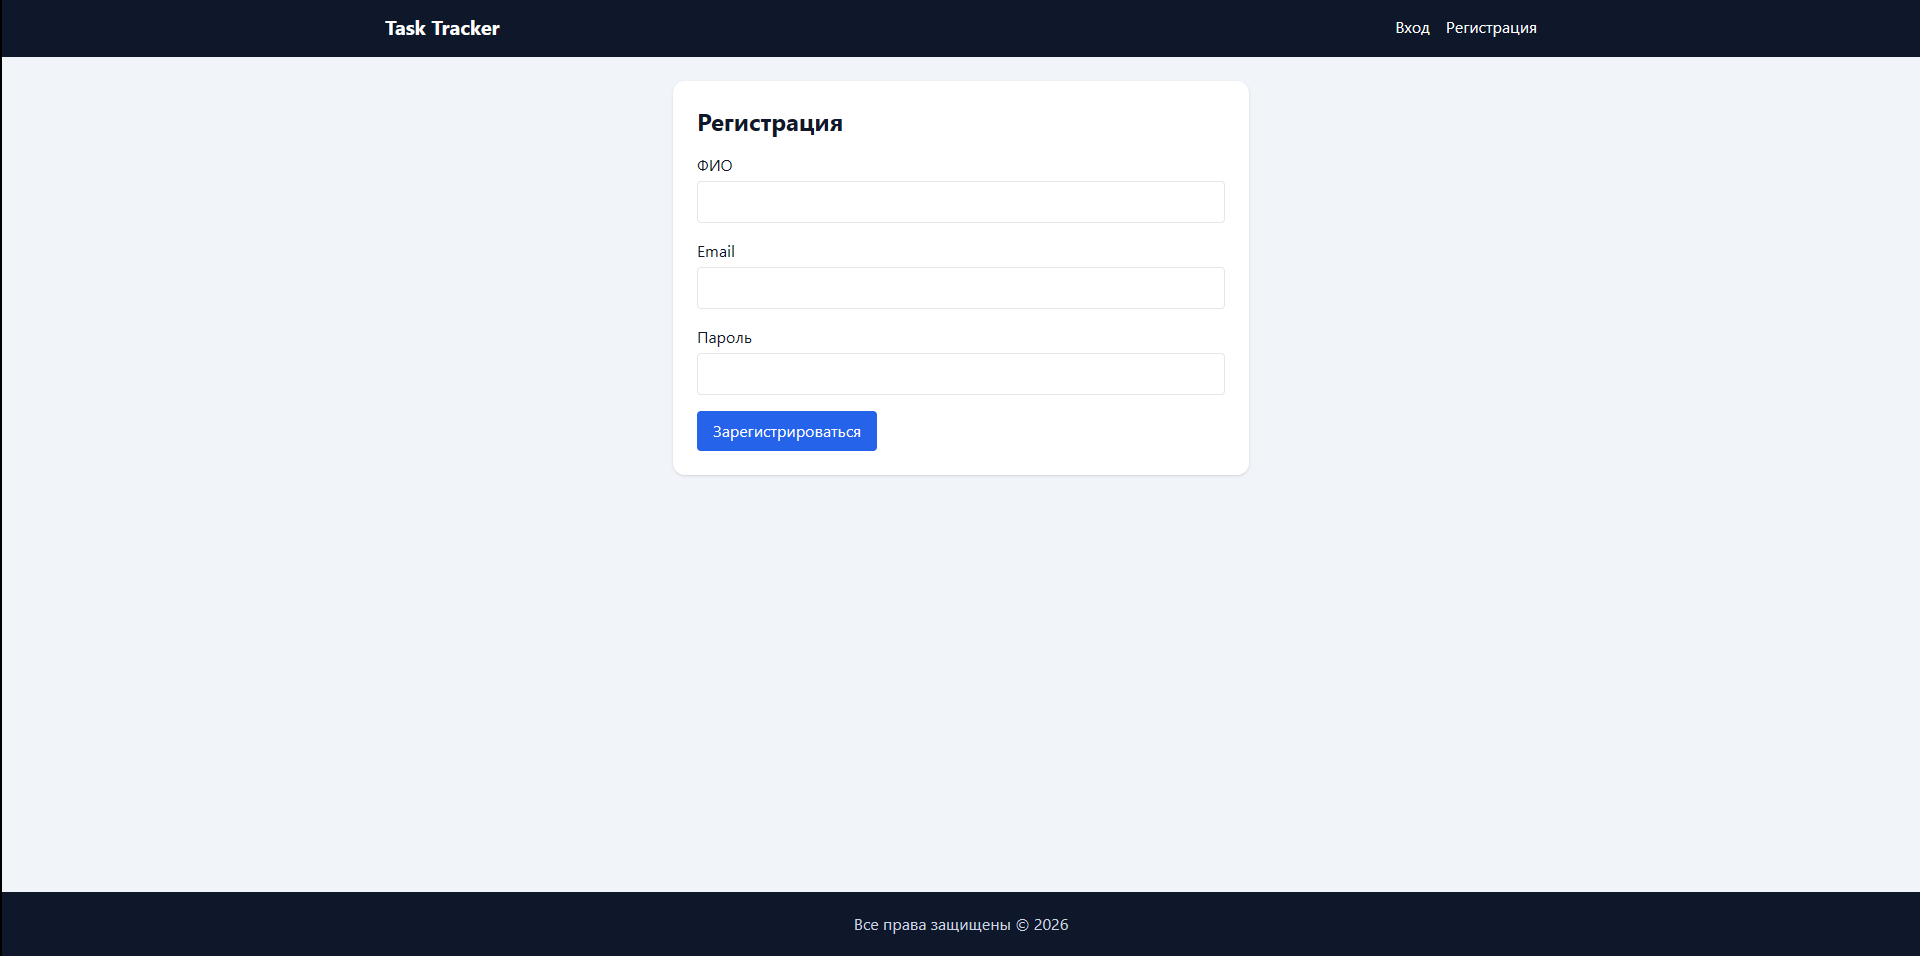 Task Tracker
Вход Регистрация
Регистрация
ФИО
Email
Пароль
Зарегистрироваться
Все права защищены © 2026